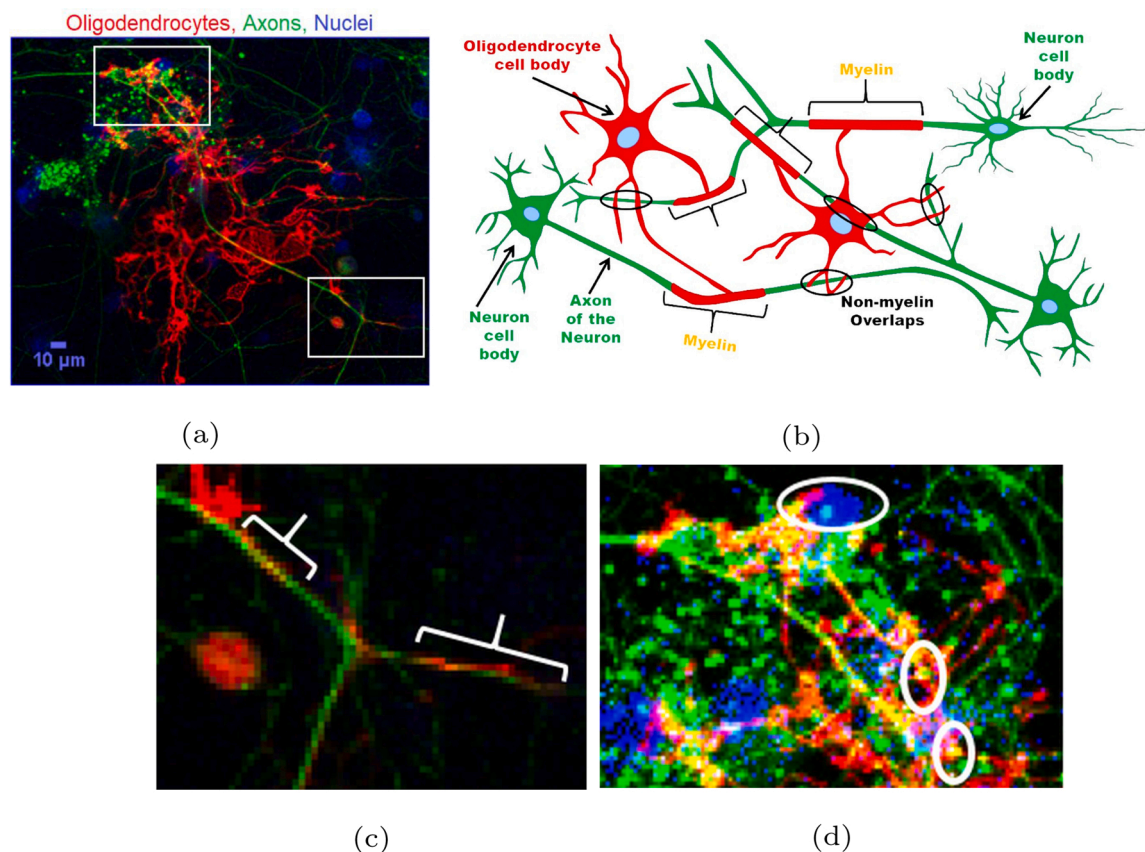 Oligodendrocytes, Axons, Nuclei
10 µm
(a)
Oligodendrocyte
cell body
Myelin
Neuron
cell
body
Neuron
cell
body
Axon
of the
Neuron
Myelin
Non-myelin
Overlaps
(b)
(c)
(d)